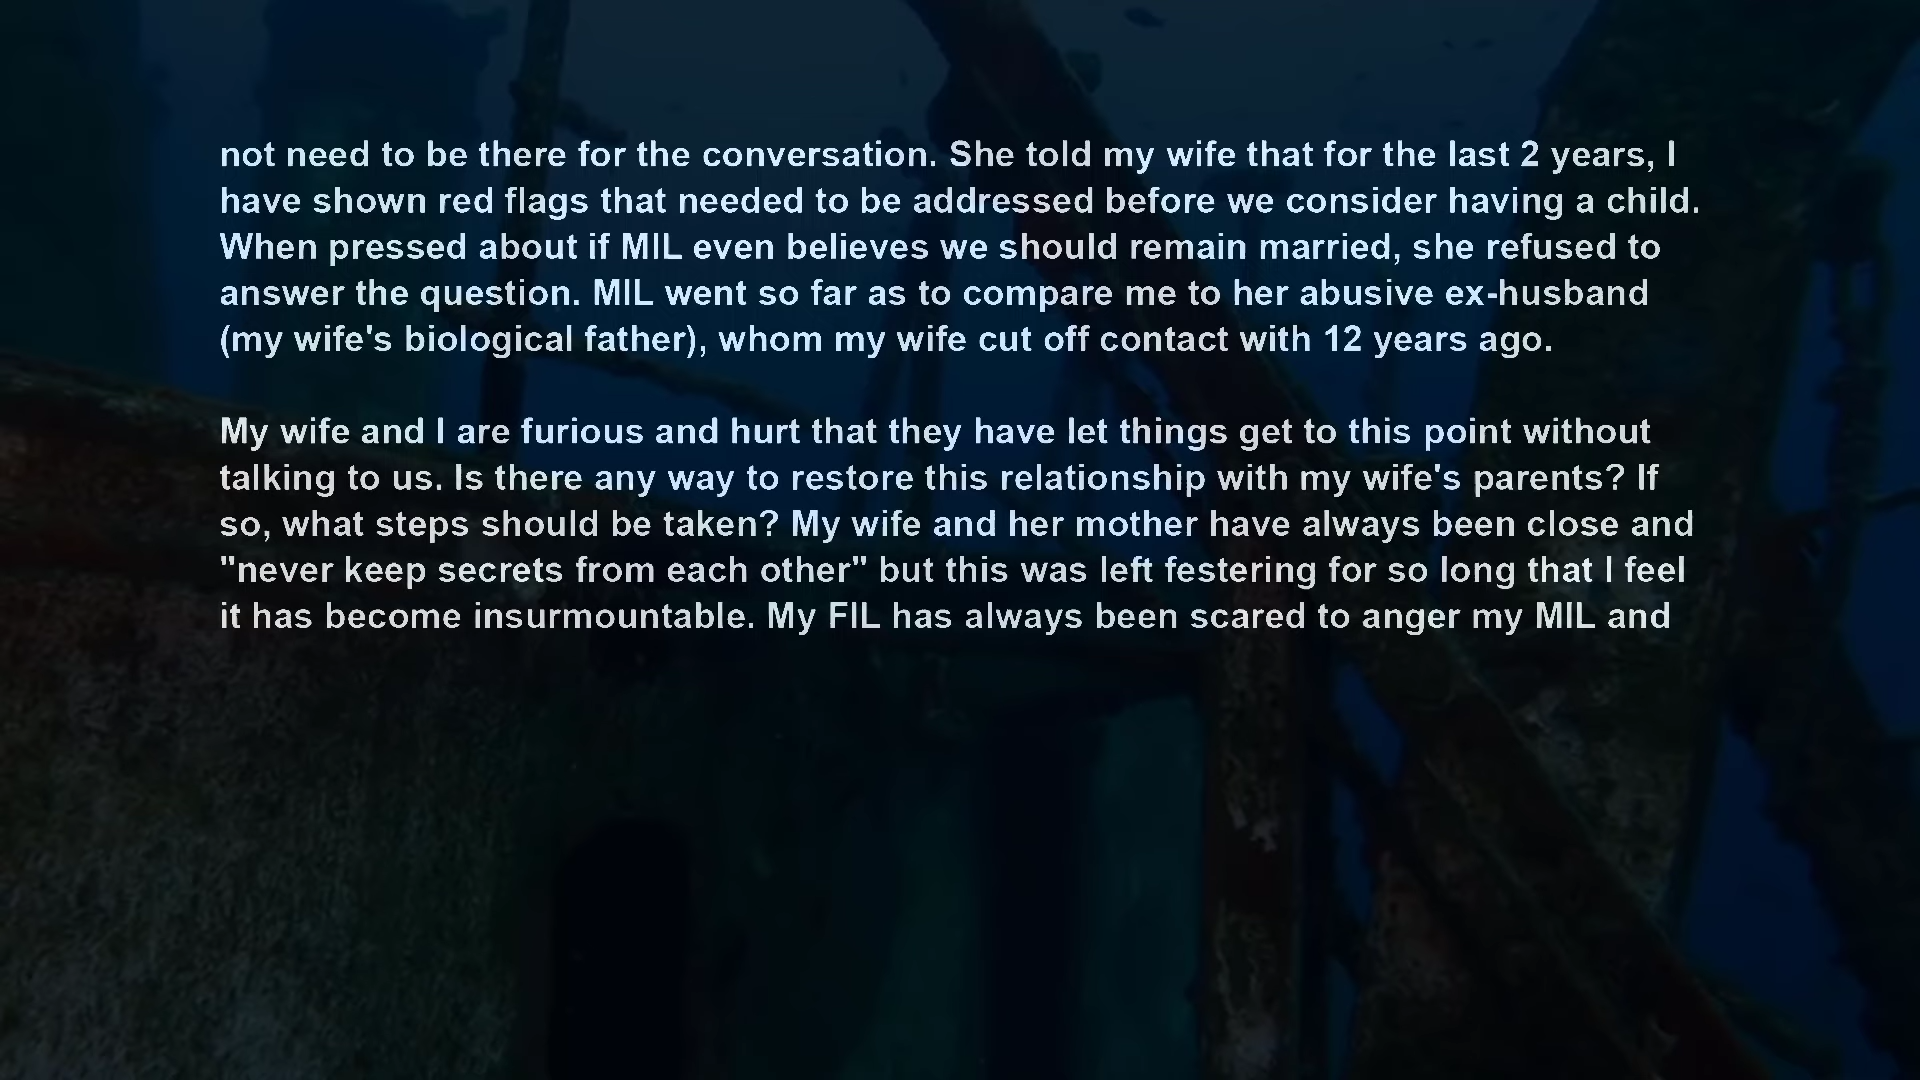 not need to be there for the conversation. She told my wife that for the last 2 years, I
have shown red flags that needed to be addressed before we consider having a child.
When pressed about if MIL even believes we should remain married, she refused to
answer the question. MIL went so far as to compare me to her abusive ex-husband
(my wife's biological father), whom my wife cut off contact with 12 years ago.
My wife and I are furious and hurt that they have let things get to this point without
talking to us. Is there any way to restore this relationship with my wife's parents? If
so, what steps should be taken? My wife and her mother have always been close and
"never keep secrets from each other" but this was left festering for so long that I feel
it has become insurmountable. My FIL has always been scared to anger my MIL and